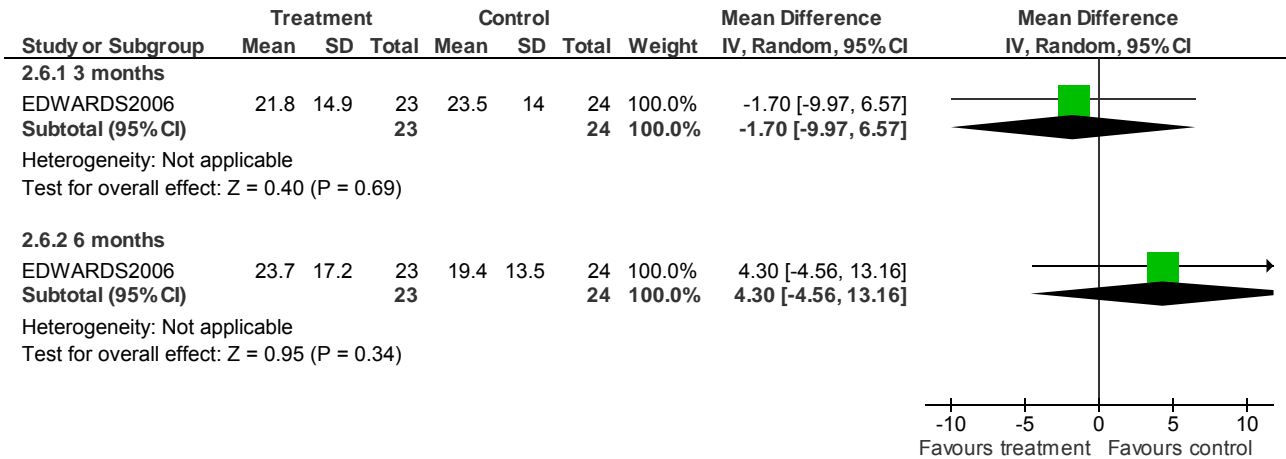 Treatment Control Mean Difference Mean Difference
Study or Subgroup Mean SD Total Mean SD Total Weight IV, Random, 95% CI IV, Random, 95% CI
2.6.1 3 months
EDWARDS2006 21.8 14.9 23 23.5 14 24 100.0% -1.70 [-9.97, 6.57]
Subtotal (95% CI) 23 24 100.0% -1.70 [-9.97, 6.57]
Heterogeneity: Not applicable
Test for overall effect: Z = 0.40 (P = 0.69)
2.6.2 6 months
EDWARDS2006 23.7 17.2 23 19.4 13.5 24 100.0% 4.30 [-4.56, 13.16]
Subtotal (95% CI) 23 24 100.0% 4.30 [-4.56, 13.16]
Heterogeneity: Not applicable
Test for overall effect: Z = 0.95 (P = 0.34)
-10 -5 0 5 10
Favours treatment Favours control